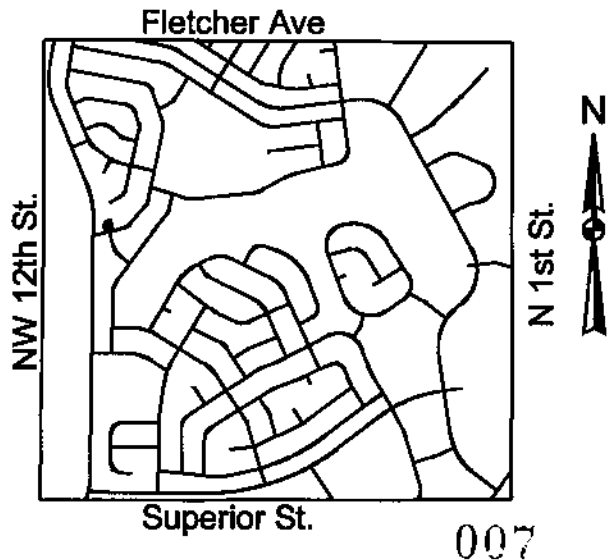 Fletcher Ave
NW 12th St.
N 1st St.
N
Superior St.
007